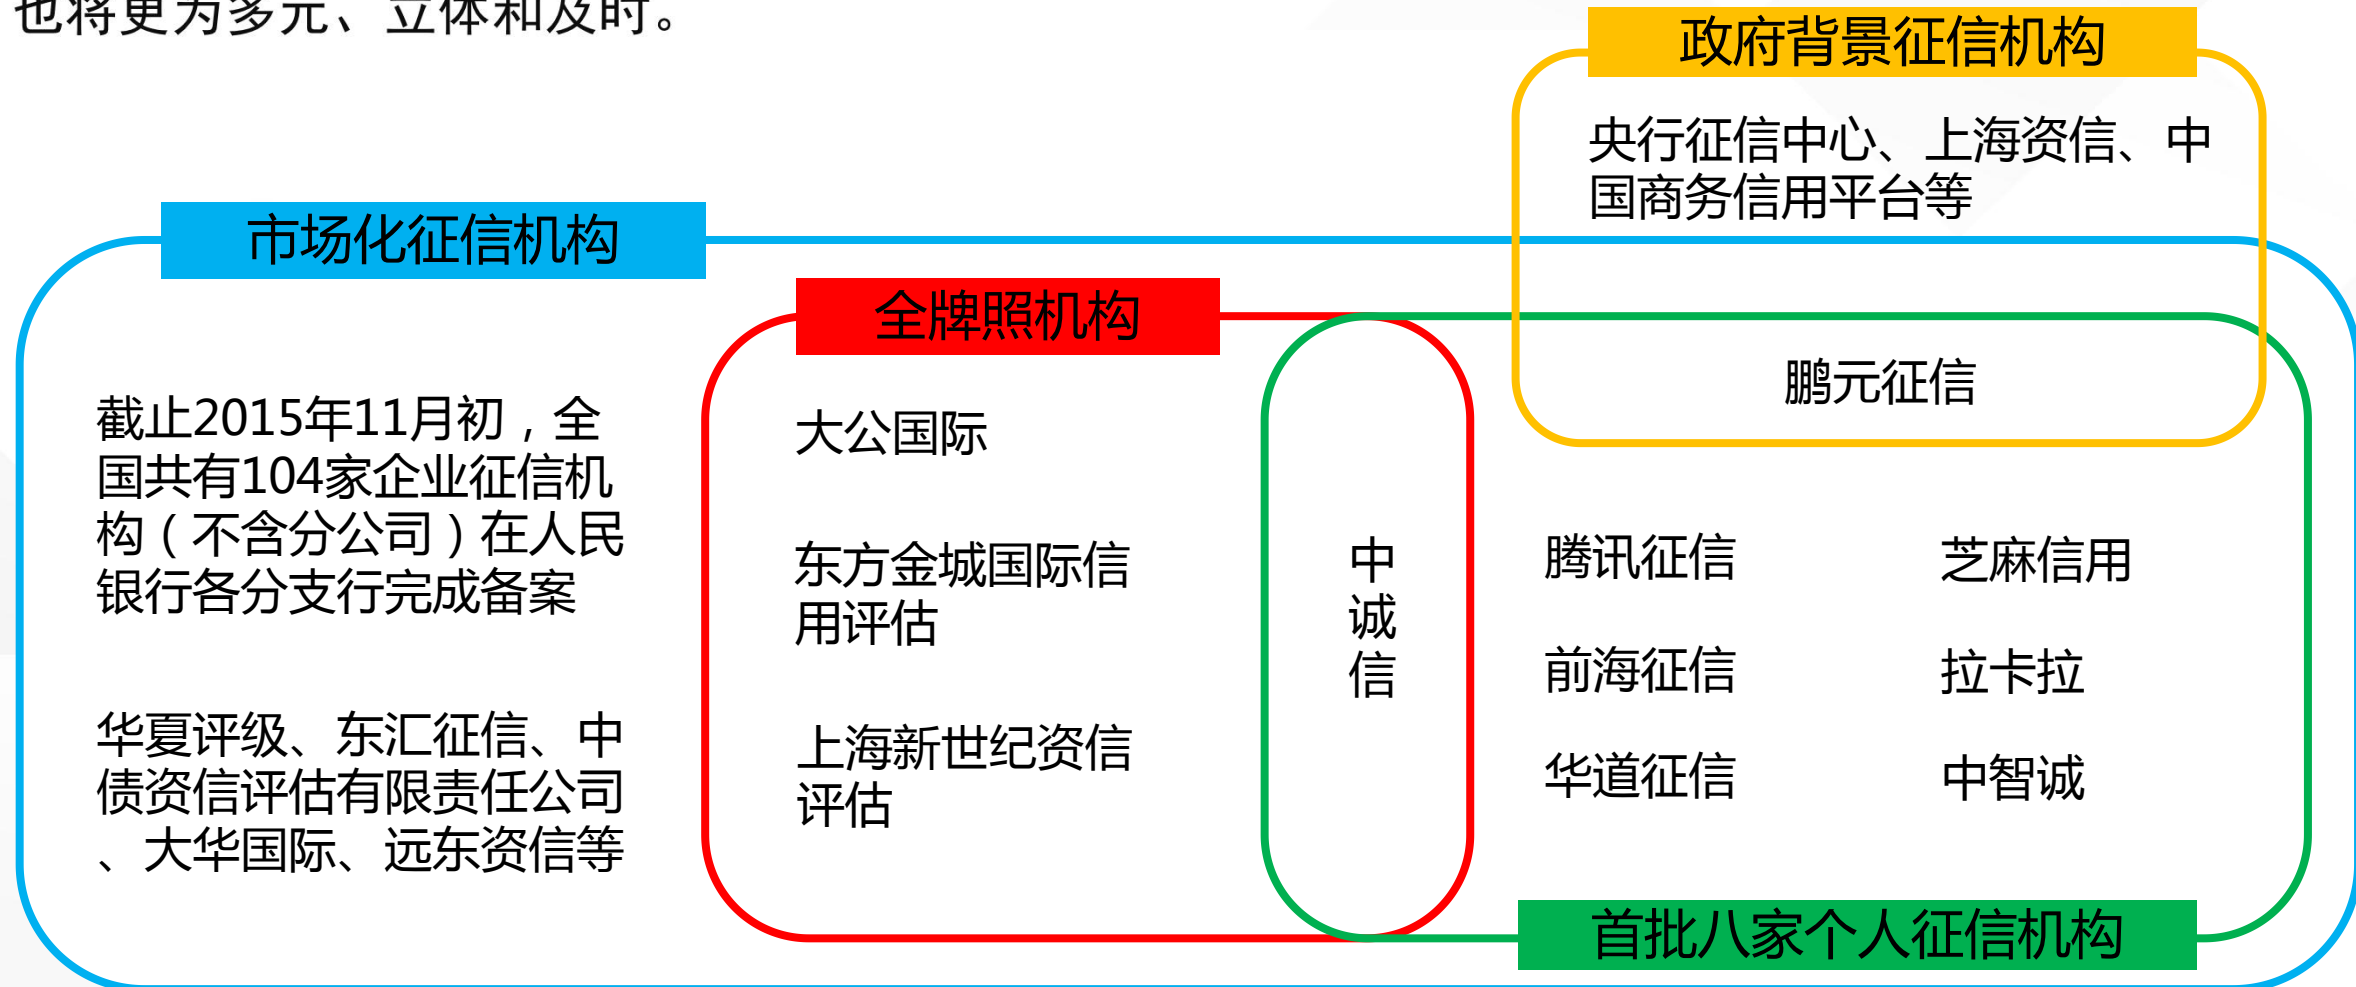 也将更为多元、立体和及时。
政府背景征信机构
央行征信中心、上海资信、中
国商务信用平台等
市场化征信机构
全牌照机构
截止2015年11月初，全
国共有104家企业征信机
构（不含分公司）在人民
银行各分支行完成备案
华夏评级、东汇征信、中
债资信评估有限责任公司
、大华国际、远东资信等
大公国际
东方金城国际信
用评估
上海新世纪资信
评估
中
诚
信
鹏元征信
腾讯征信
芝麻信用
前海征信
拉卡拉
华道征信
中智诚
首批八家个人征信机构